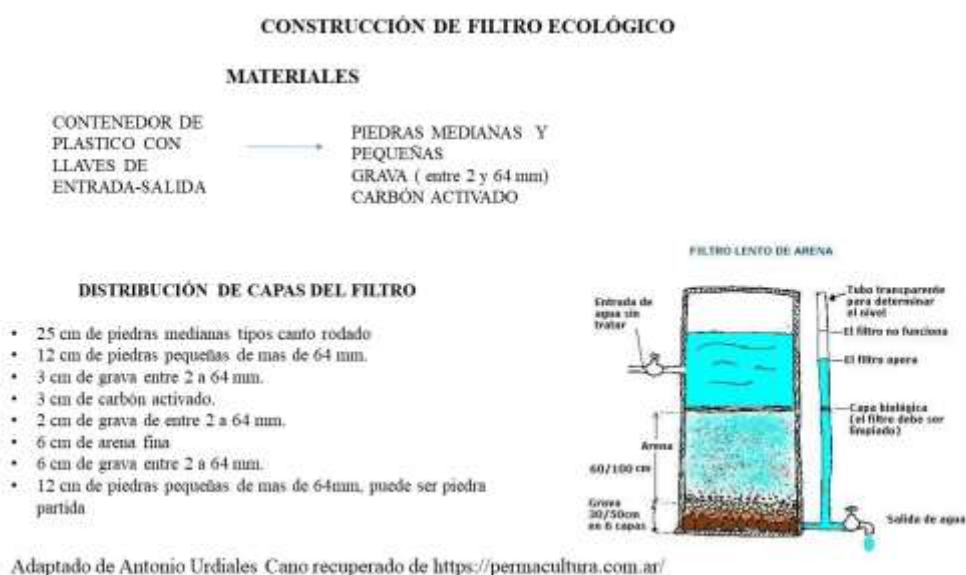 CONSTRUCCIÓN DE FILTRO ECOLÓGICO
MATERIALES
CONTENEDOR DE
PLASTICO CON
LLAVES DE
ENTRADA-SALIDA
PIEDRAS MEDIANAS Y
PEQUEÑAS
GRAVA ( entre 2 y 64 mm)
CARBÓN ACTIVADO
DISTRIBUCIÓN DE CAPAS DEL FILTRO
• 25 cm de piedras medianas tipos canto rodado
• 12 cm de piedras pequeñas de mas de 64 mm.
• 3 cm de grava entre 2 a 64 mm.
• 3 cm de carbón activado.
• 2 cm de grava de entre 2 a 64 mm.
• 6 cm de arena fina
• 6 cm de grava entre 2 a 64 mm.
• 12 cm de piedras pequeñas de mas de 64mm, puede ser piedra
partida
FILTRO LENTO DE ARENA
Entrada de
agua sin
tratar
Tubo transparente
para determinar
el nivel
El filtro no funciona
El filtro opera
Capa biológica
(el filtro debe ser
limpiado)
Arena
60/100 cm
Grava
30/50cm
en 6 capas
Salida de agua
Adaptado de Antonio Urdiales Cano recuperado de https://permacultura.com.ar/